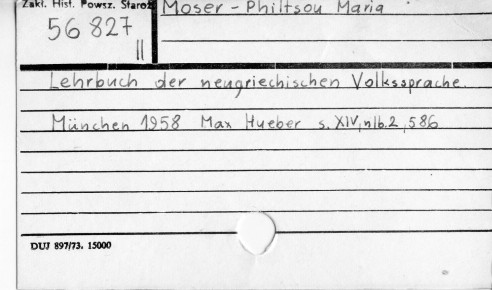 Zakł. Hist. Powsz. Staroż
Moser - Philtsou Maria
56 827
II
Lehrbuch der neugriechischen Volkssprache.
München 1958 Max Hueber s. XIV, nlb. 2, 586
DUJ 897/73. 15000